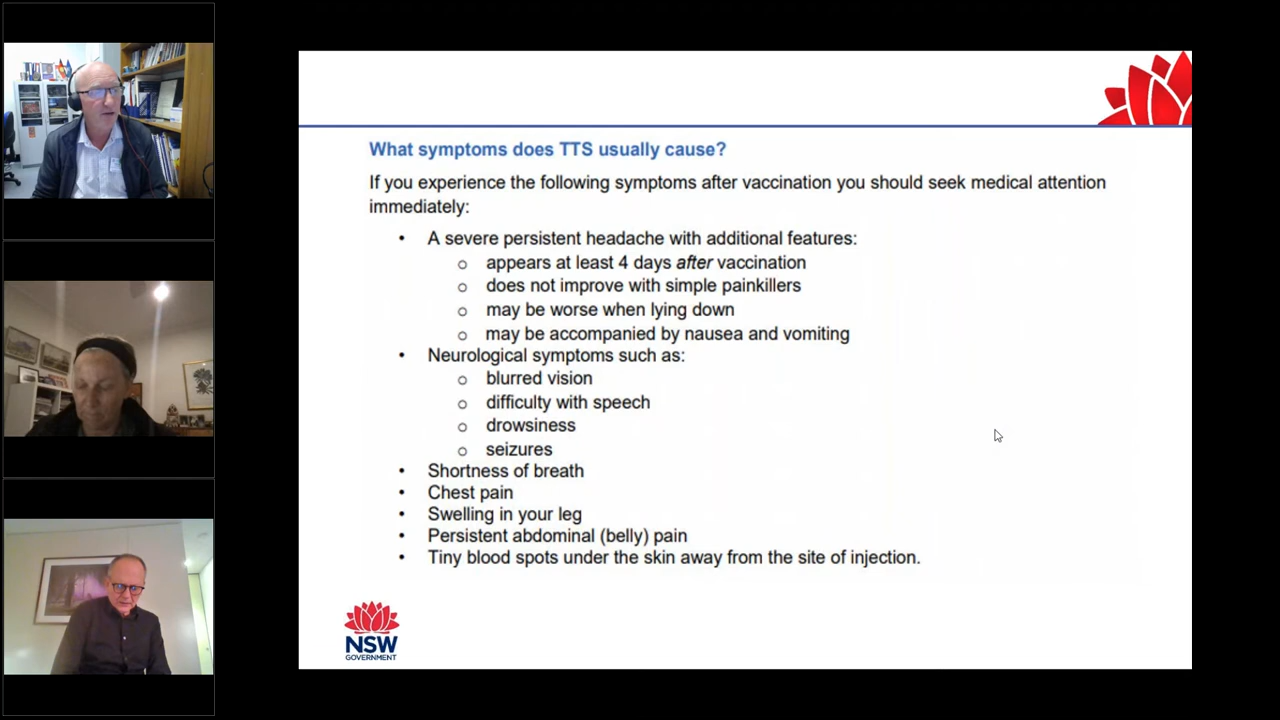 What symptoms does TTS usually cause?
If you experience the following symptoms after vaccination you should seek medical attention
immediately:
• A severe persistent headache with additional features:
o appears at least 4 days after vaccination
o does not improve with simple painkillers
o may be worse when lying down
o may be accompanied by nausea and vomiting
• Neurological symptoms such as:
o blurred vision
o difficulty with speech
o drowsiness
o seizures
• Shortness of breath
• Chest pain
• Swelling in your leg
• Persistent abdominal (belly) pain
• Tiny blood spots under the skin away from the site of injection.
NSW
GOVERNMENT